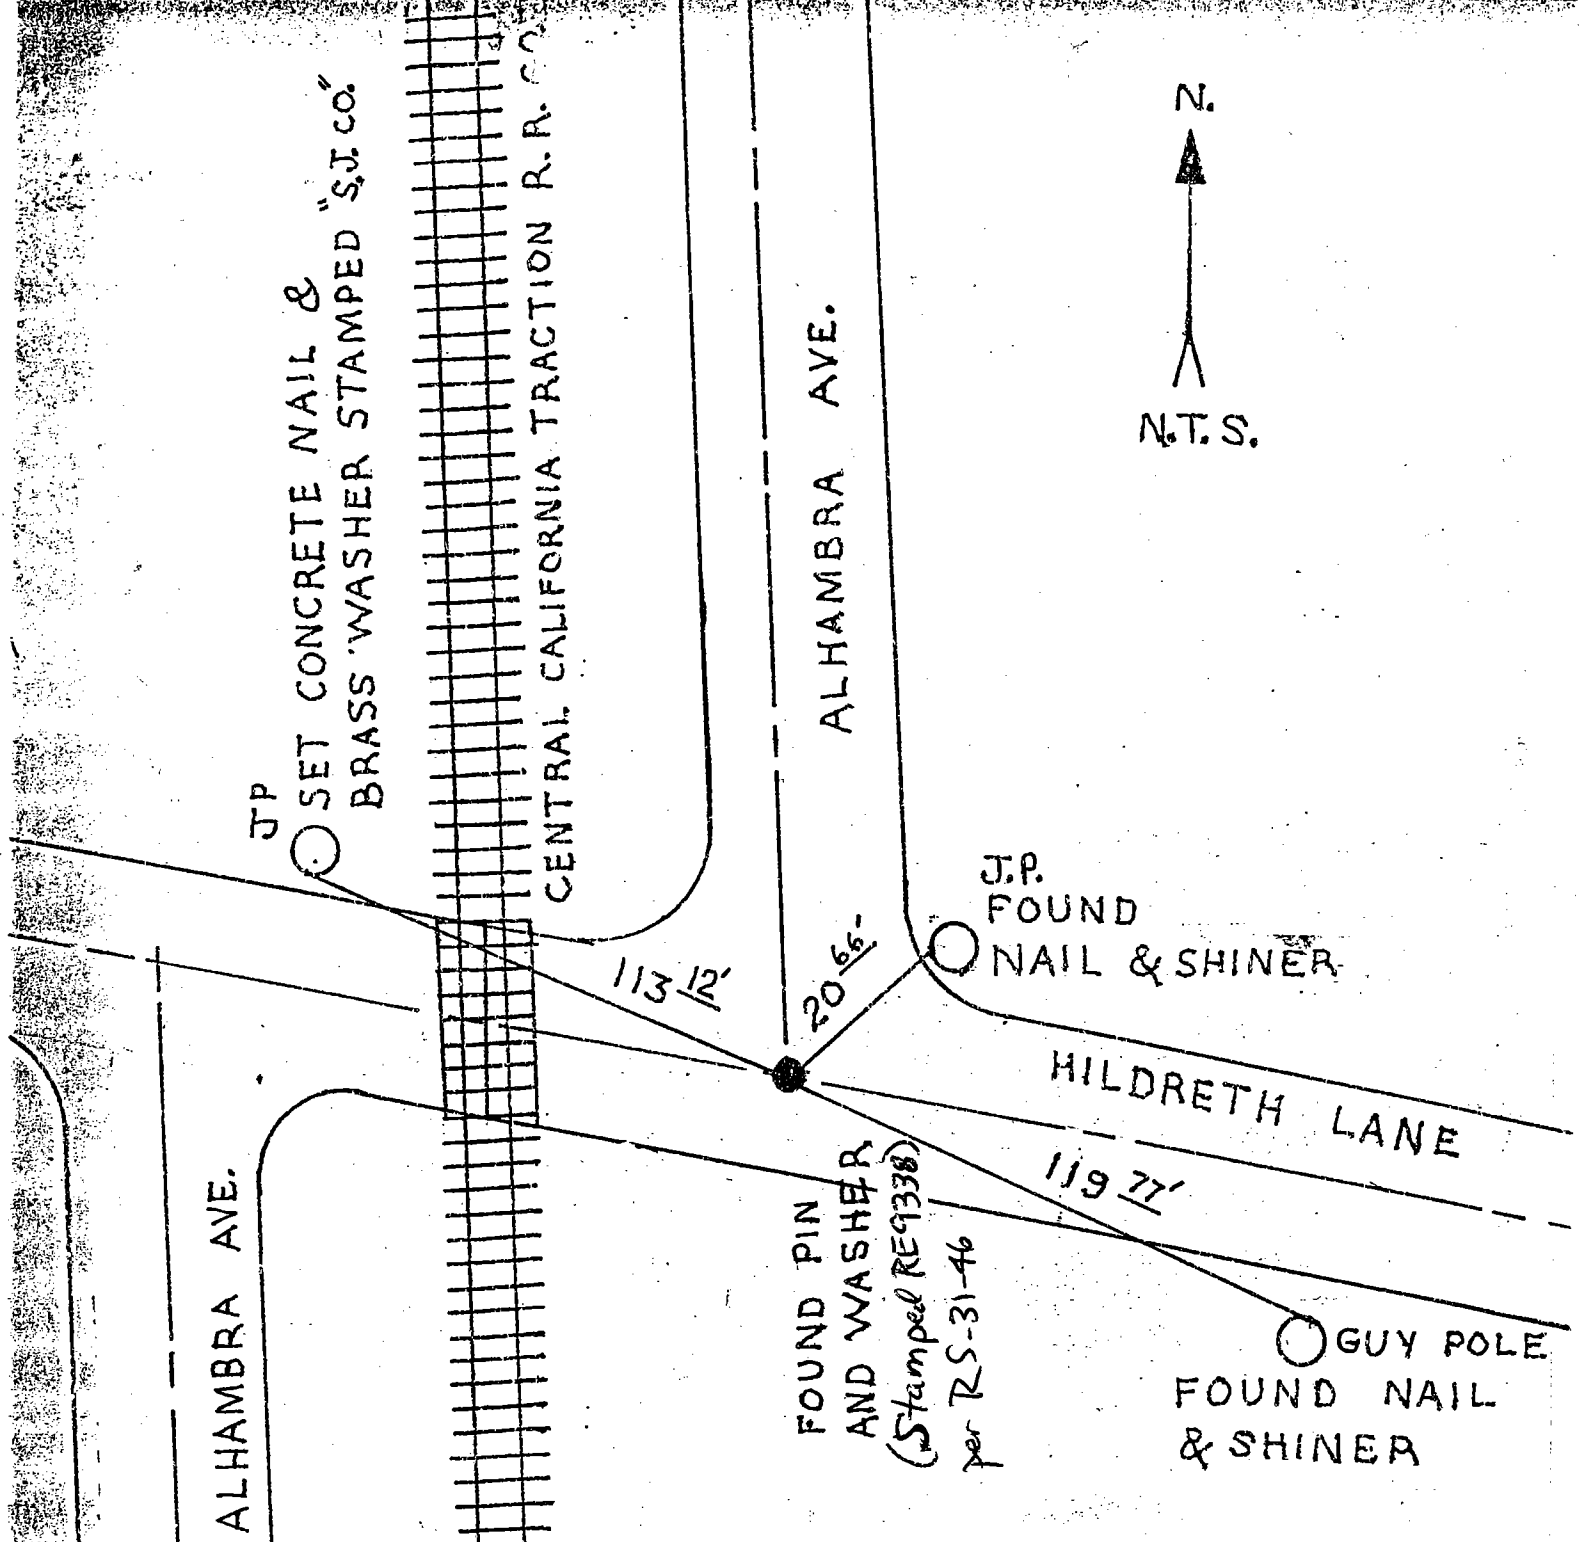 N.
N.T.S.
JP
SET CONCRETE NAIL &
BRASS WASHER STAMPED "S.J. CO."
CENTRAL CALIFORNIA TRACTION R.R. CO.
ALHAMBRA AVE.
J.P.
FOUND
NAIL & SHINER
113 12'
20 66-
HILDRETH LANE
119 77'
ALHAMBRA AVE.
FOUND PIN
AND WASHER
(Stamped RE9338)
per RS-31-46
GUY POLE
FOUND NAIL
& SHINER